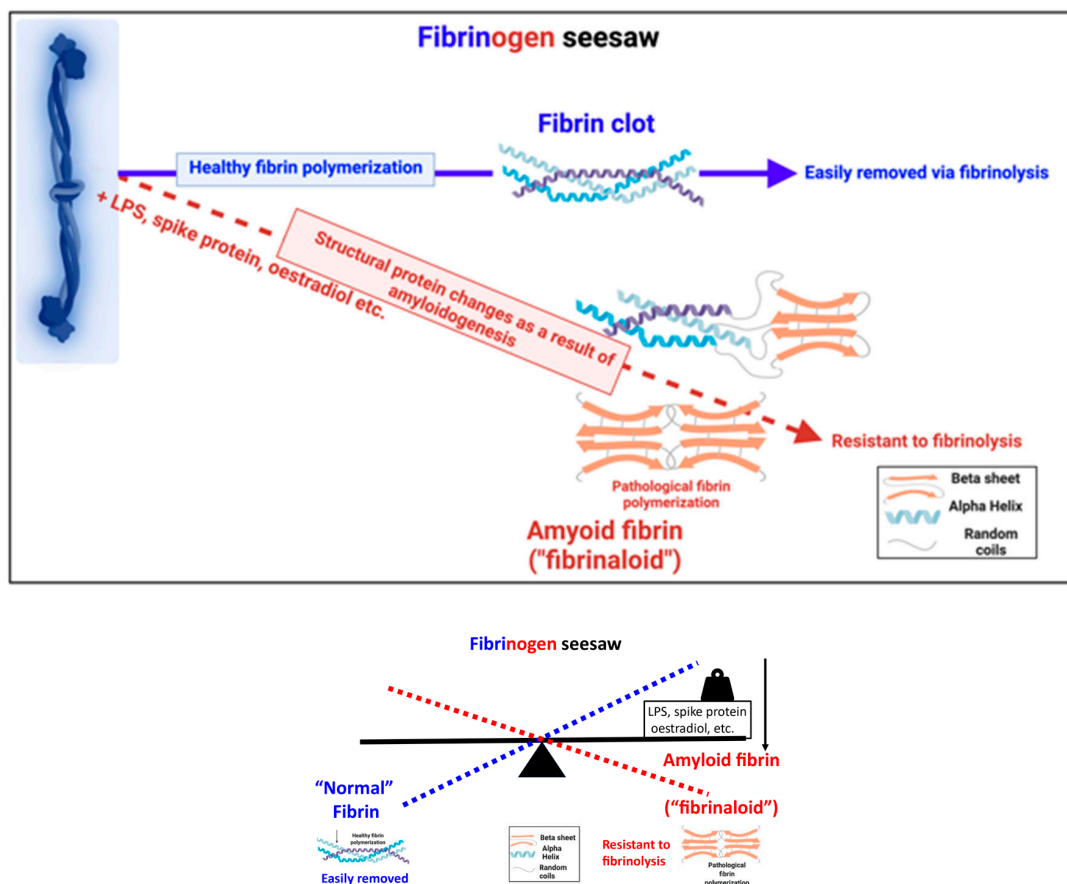 Fibrinogen seesaw
Fibrin clot
Healthy fibrin polymerization
Easily removed via fibrinolysis
+ LPS, spike protein, oestradiol etc.
Structural protein changes as a result of
amyloidogenesis
Resistant to fibrinolysis
Pathological fibrin
polymerization
Amyoid fibrin
("fibrinaloid")
Beta sheet
Alpha Helix
Random
coils
Fibrinogen seesaw
LPS, spike protein
oestradiol, etc.
Amyloid fibrin
“Normal”
Fibrin
(“fibrinaloid”)
Healthy fibrin
polymerization
Easily removed
Beta sheet
Alpha
Helix
Random
coils
Resistant to
fibrinolysis
Pathological
fibrin
polymerization